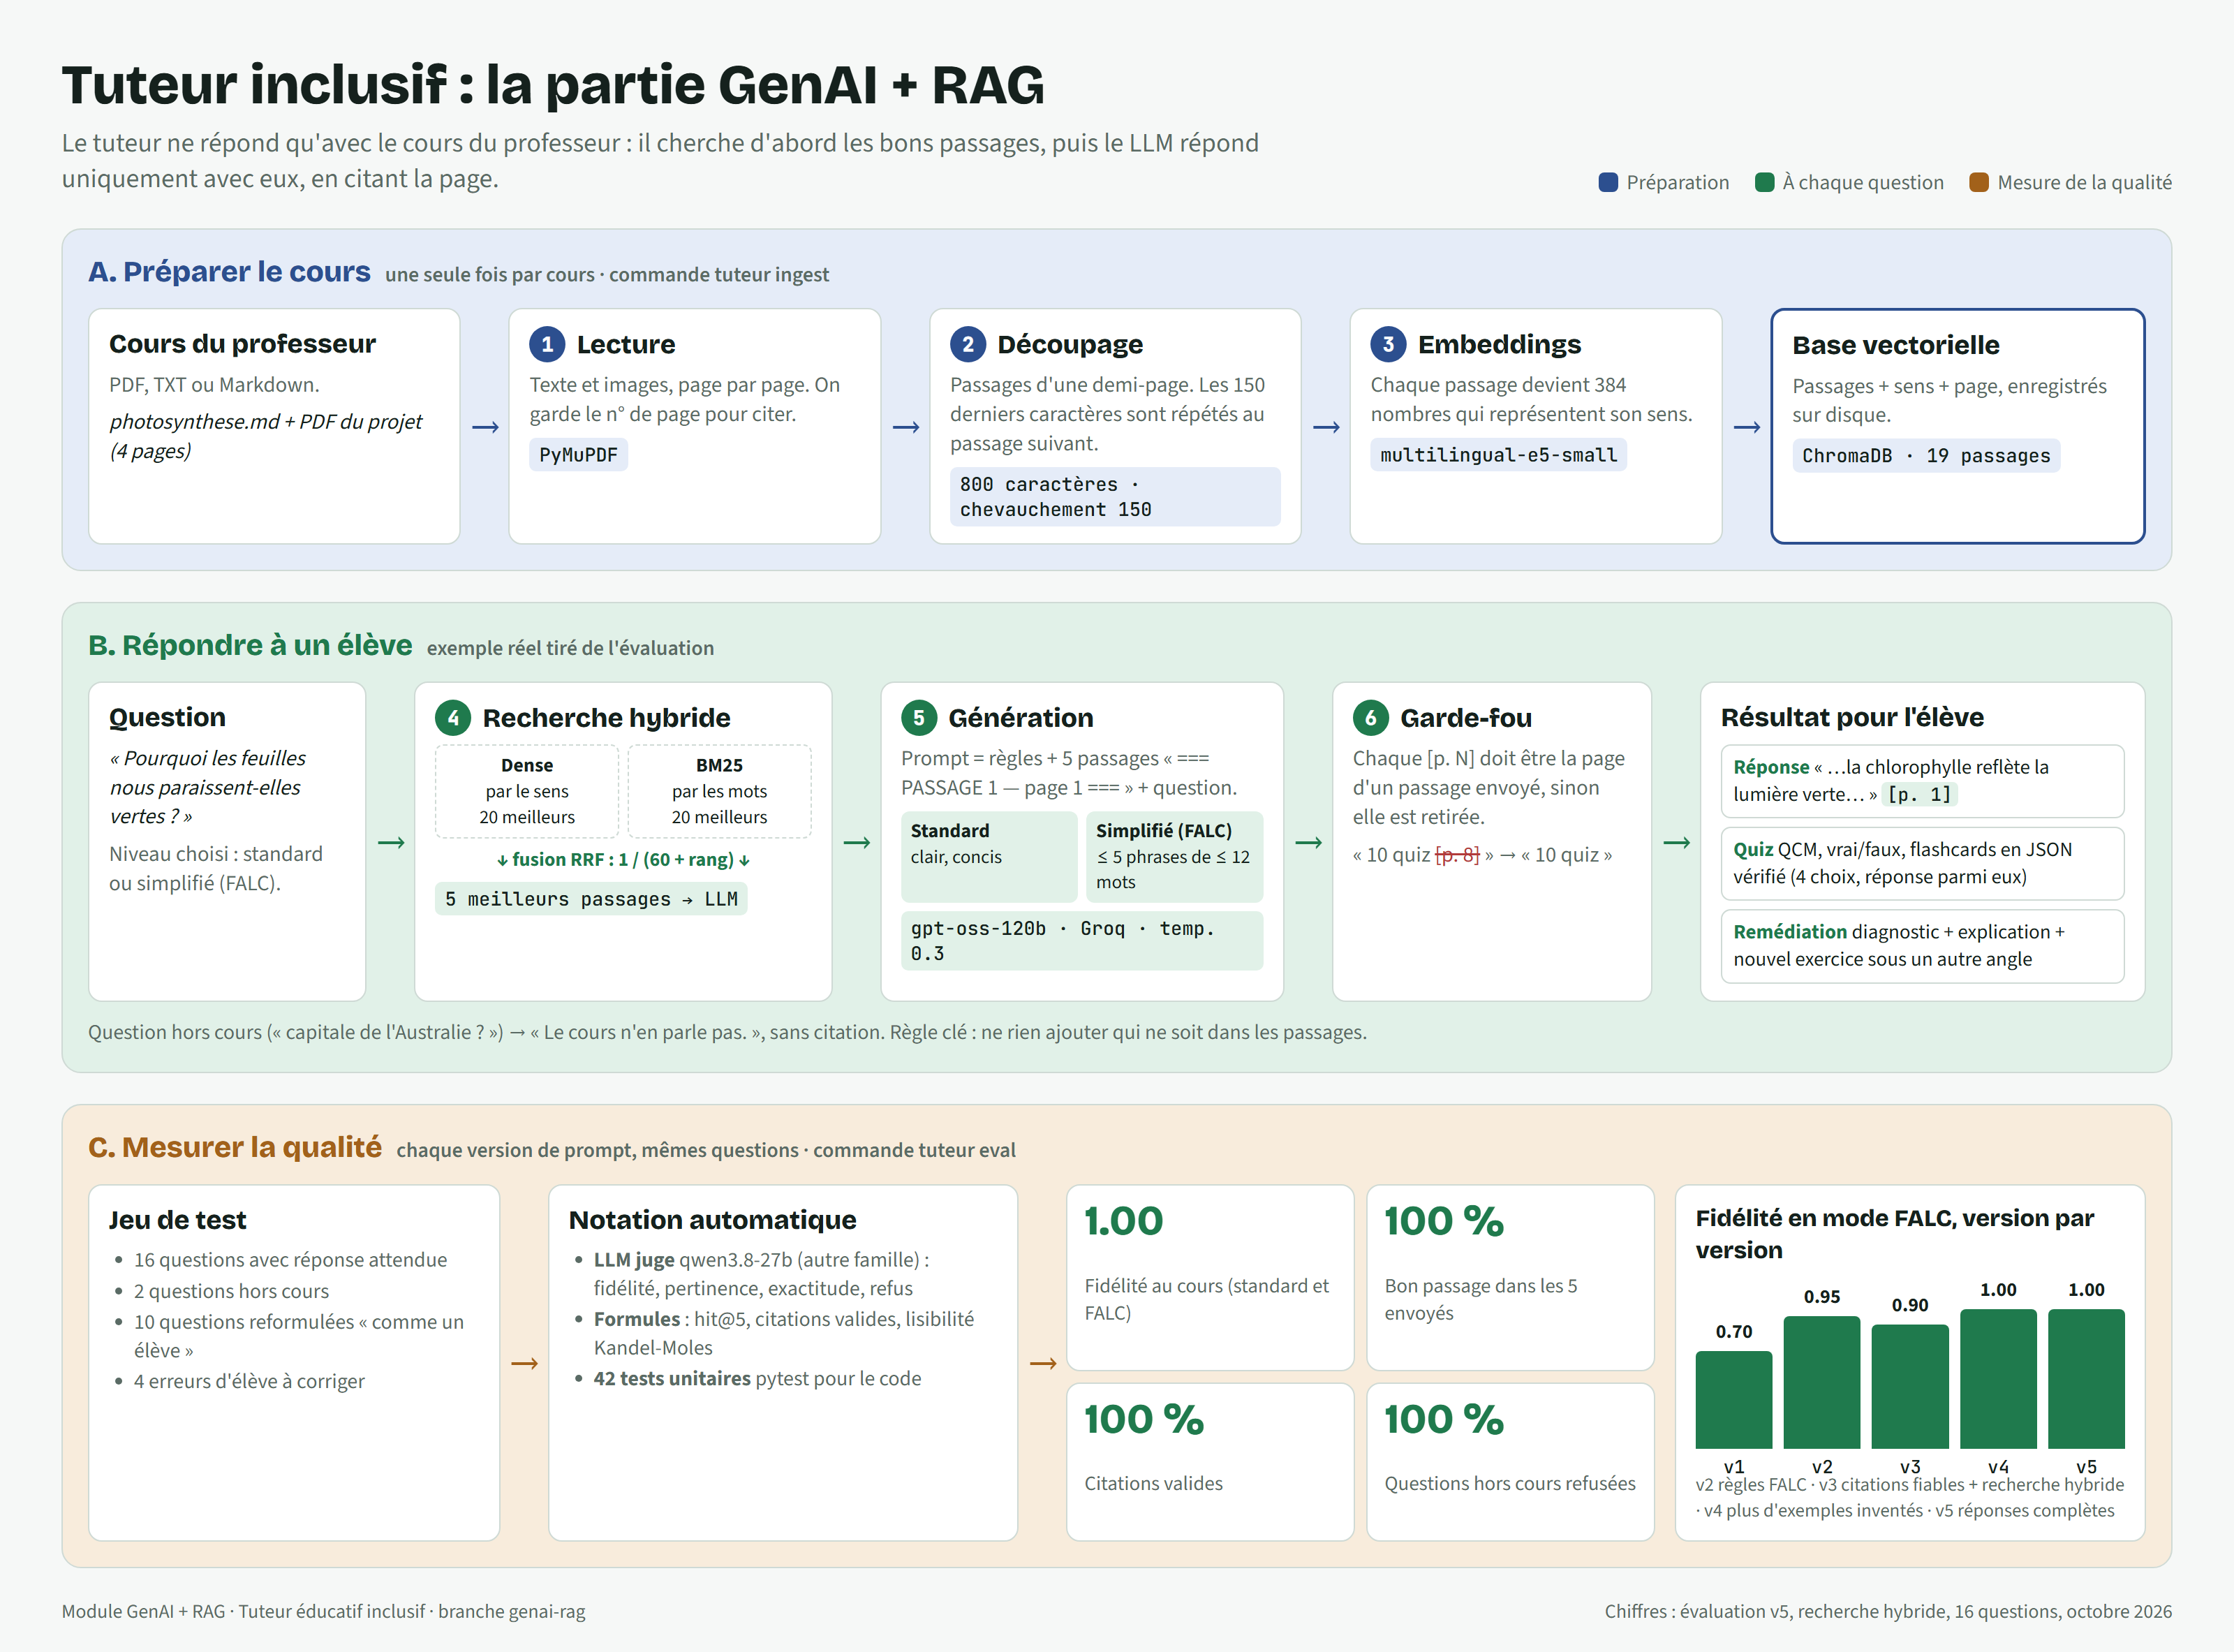 Tuteur inclusif : la partie GenAI + RAG
Le tuteur ne répond qu'avec le cours du professeur : il cherche d'abord les bons passages, puis le LLM répond
uniquement avec eux, en citant la page.
Préparation
À chaque question
Mesure de la qualité
A. Préparer le cours une seule fois par cours · commande tuteur ingest
Cours du professeur
PDF, TXT ou Markdown.
photosynthese.md + PDF du projet
(4 pages)
→
1 Lecture
Texte et images, page par page. On
garde le n° de page pour citer.
PyMuPDF
→
2 Découpage
Passages d'une demi-page. Les 150
derniers caractères sont répétés au
passage suivant.
800 caractères ·
chevauchement 150
→
3 Embeddings
Chaque passage devient 384
nombres qui représentent son sens.
multilingual-e5-small
→
Base vectorielle
Passages + sens + page, enregistrés
sur disque.
ChromaDB · 19 passages
B. Répondre à un élève exemple réel tiré de l'évaluation
Question
« Pourquoi les feuilles
nous paraissent-elles
vertes ? »
Niveau choisi : standard
ou simplifié (FALC).
→
4 Recherche hybride
Dense
par le sens
20 meilleurs
BM25
par les mots
20 meilleurs
↓ fusion RRF : 1 / (60 + rang) ↓
5 meilleurs passages → LLM
→
5 Génération
Prompt = règles + 5 passages « ===
PASSAGE 1 — page 1 === » + question.
Standard
clair, concis
Simplifié (FALC)
≤ 5 phrases de ≤ 12
mots
gpt-oss-120b · Groq · temp.
0.3
→
6 Garde-fou
Chaque [p. N] doit être la page
d'un passage envoyé, sinon
elle est retirée.
« 10 quiz [p. 8] » → « 10 quiz »
→
Résultat pour l'élève
Réponse « …la chlorophylle reflète la
lumière verte… » [p. 1]
Quiz QCM, vrai/faux, flashcards en JSON
vérifié (4 choix, réponse parmi eux)
Remédiation diagnostic + explication +
nouvel exercice sous un autre angle
Question hors cours (« capitale de l'Australie ? ») → « Le cours n'en parle pas. », sans citation. Règle clé : ne rien ajouter qui ne soit dans les passages.
C. Mesurer la qualité chaque version de prompt, mêmes questions · commande tuteur eval
Jeu de test
• 16 questions avec réponse attendue
• 2 questions hors cours
• 10 questions reformulées « comme un
élève »
• 4 erreurs d'élève à corriger
→
Notation automatique
• LLM juge qwen3.8-27b (autre famille) :
fidélité, pertinence, exactitude, refus
• Formules : hit@5, citations valides, lisibilité
Kandel-Moles
• 42 tests unitaires pytest pour le code
→
1.00
Fidélité au cours (standard et
FALC)
100 %
Bon passage dans les 5
envoyés
100 %
Citations valides
100 %
Questions hors cours refusées
Fidélité en mode FALC, version par
version
0.70
0.95
0.90
1.00
1.00
v1
v2
v3
v4
v5
v2 règles FALC · v3 citations fiables + recherche hybride
· v4 plus d'exemples inventés · v5 réponses complètes
Module GenAI + RAG · Tuteur éducatif inclusif · branche genai-rag
Chiffres : évaluation v5, recherche hybride, 16 questions, octobre 2026